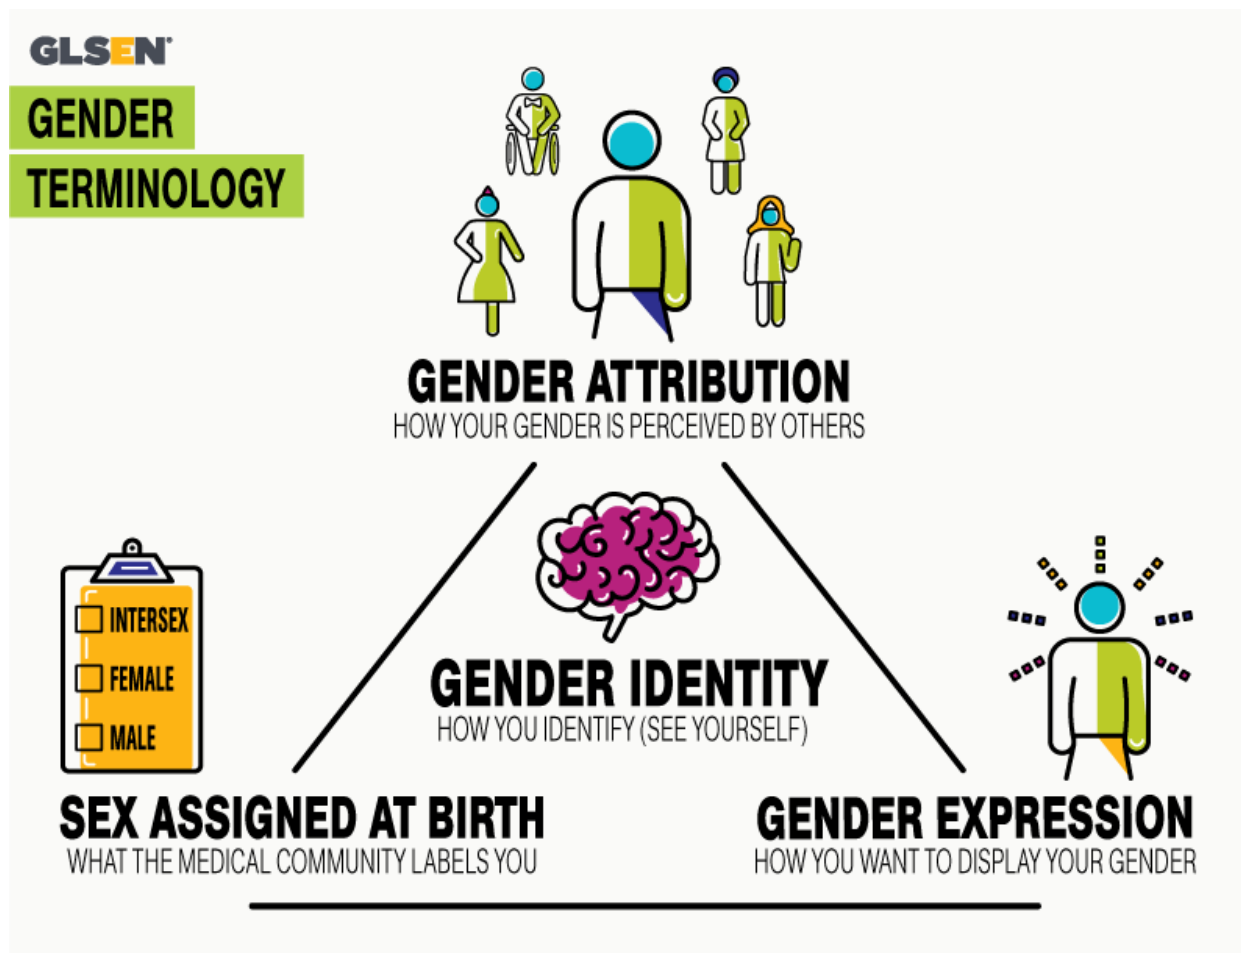 GLSEN®
GENDER
TERMINOLOGY
GENDER ATTRIBUTION
HOW YOUR GENDER IS PERCEIVED BY OTHERS
INTERSEX
FEMALE
MALE
GENDER IDENTITY
HOW YOU IDENTIFY (SEE YOURSELF)
SEX ASSIGNED AT BIRTH
WHAT THE MEDICAL COMMUNITY LABELS YOU
GENDER EXPRESSION
HOW YOU WANT TO DISPLAY YOUR GENDER